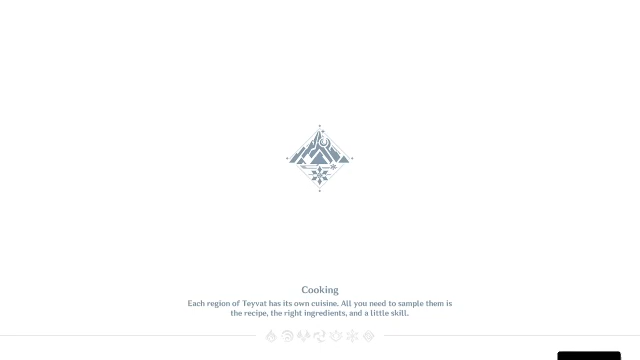 Cooking
Each region of Teyvat has its own cuisine. All you need to sample them is
the recipe, the right ingredients, and a little skill.